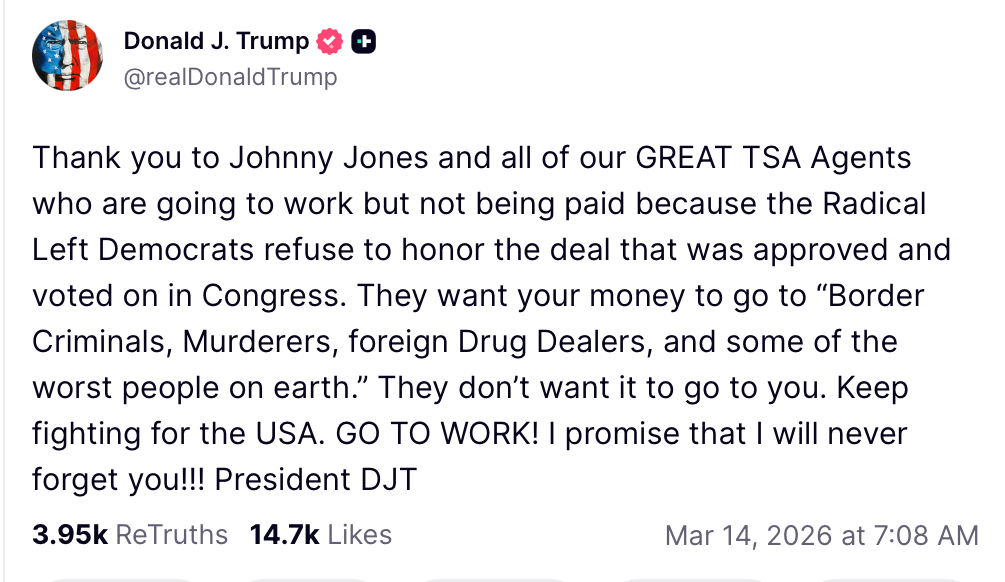 Donald J. Trump
@realDonaldTrump
Thank you to Johnny Jones and all of our GREAT TSA Agents
who are going to work but not being paid because the Radical
Left Democrats refuse to honor the deal that was approved and
voted on in Congress. They want your money to go to “Border
Criminals, Murderers, foreign Drug Dealers, and some of the
worst people on earth.” They don’t want it to go to you. Keep
fighting for the USA. GO TO WORK! I promise that I will never
forget you!!! President DJT
3.95k ReTruths 14.7k Likes Mar 14, 2026 at 7:08 AM